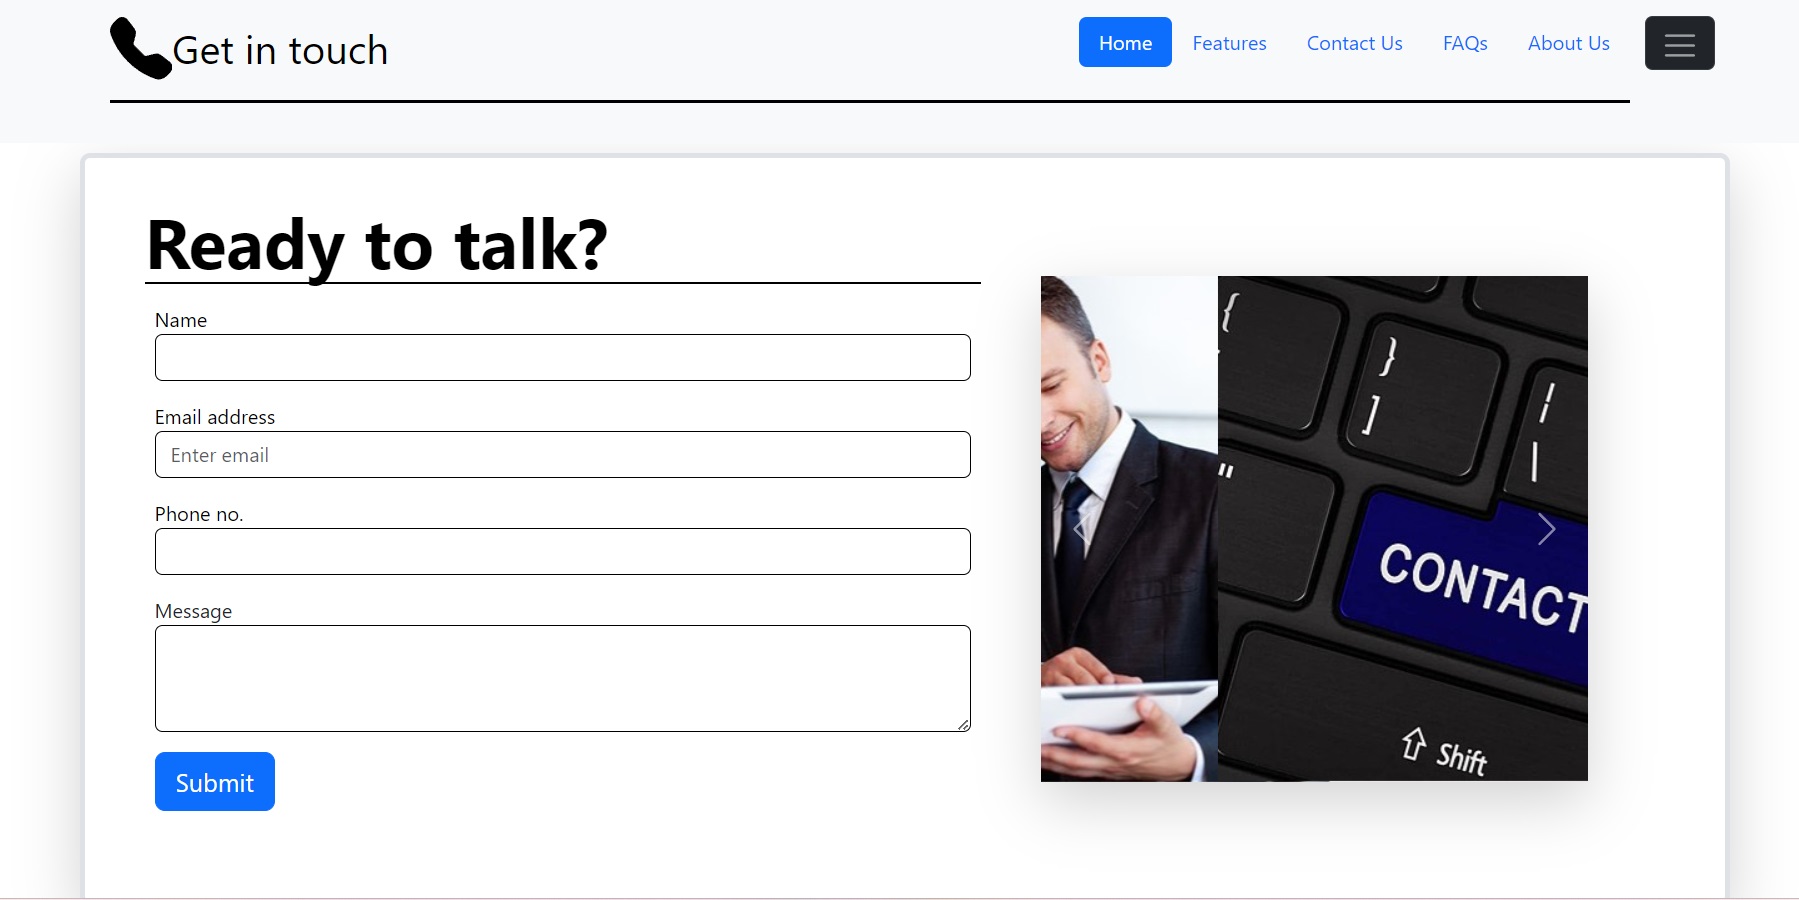 Get in touch
Home Features Contact Us FAQs About Us
Ready to talk?
Name
Email address
Enter email
Phone no.
Message
Submit
{
}
]
|
\
"
CONTACT
Shift